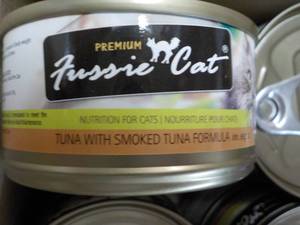 PREMIUM
Fussie Cat®
NUTRITION FOR CATS | NOURRITURE POUR CHATS
TUNA WITH SMOKED TUNA FORMULA